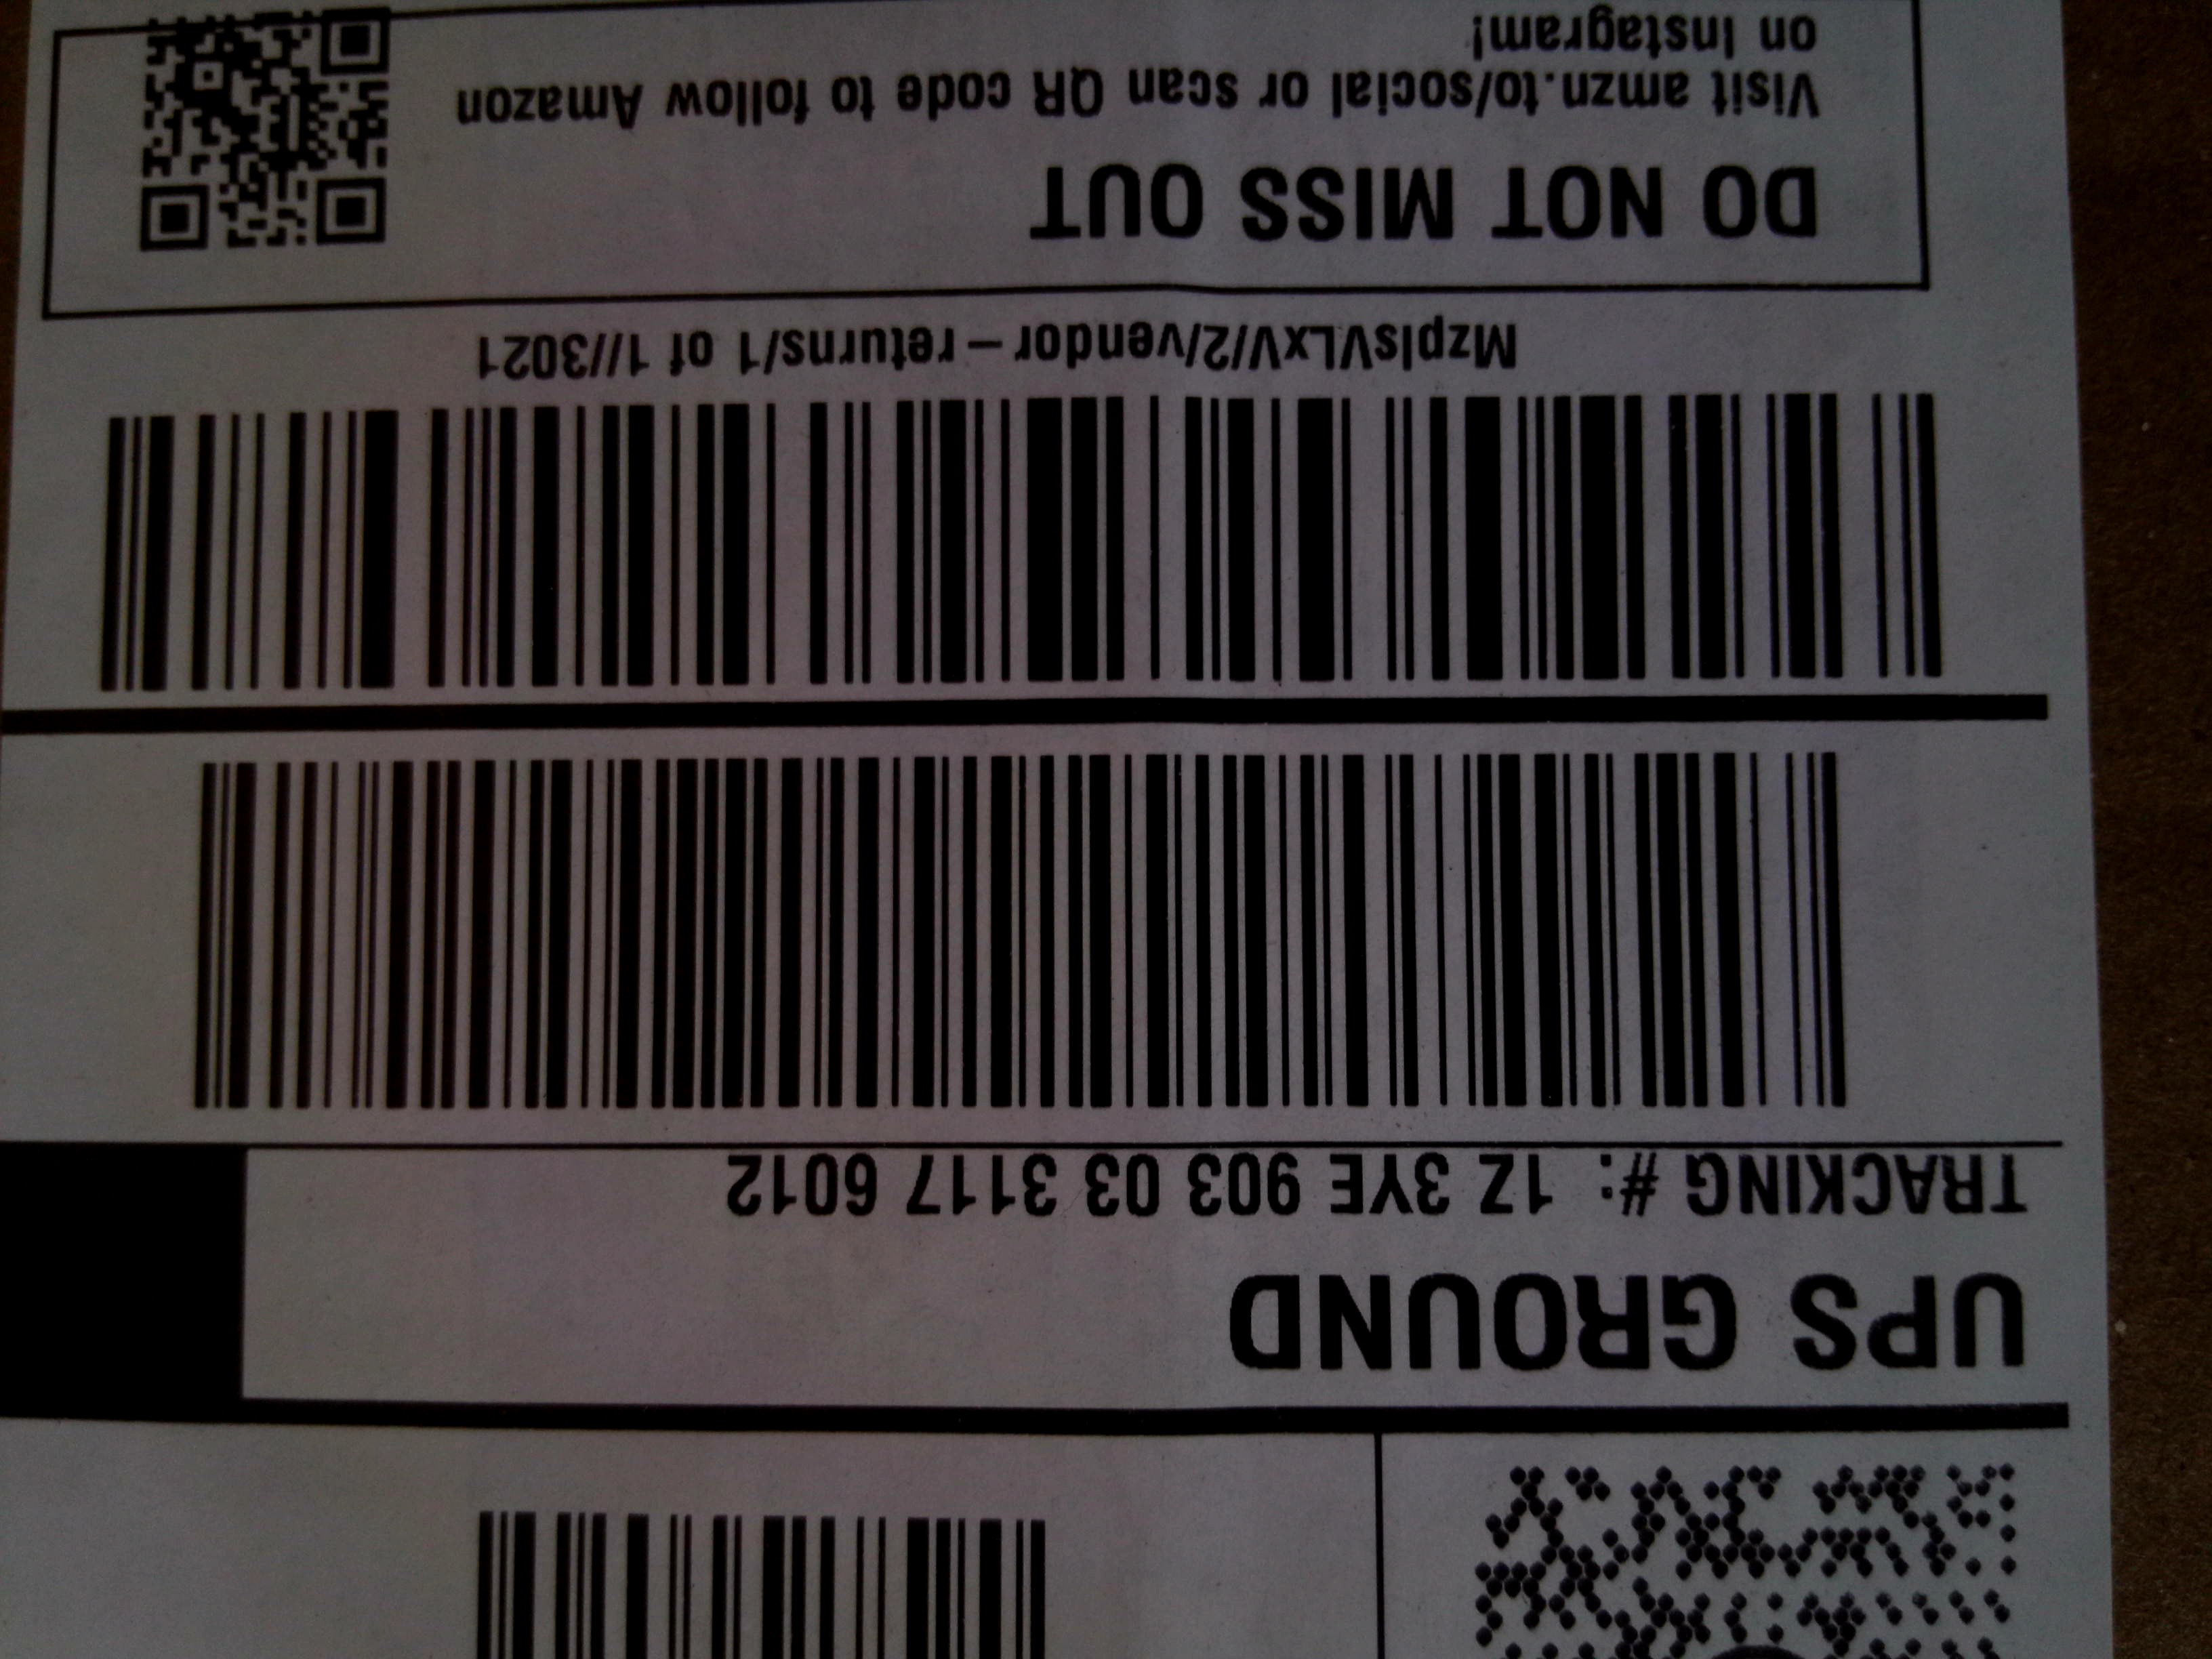 UPS GROUND
TRACKING #: 1Z 3YE 903 03 3117 6012
MzplsVLxV//2/vendor – returns/1 of 1//3021
DO NOT MISS OUT
Visit amzn.to/social or scan QR code to follow Amazon
on Instagram!